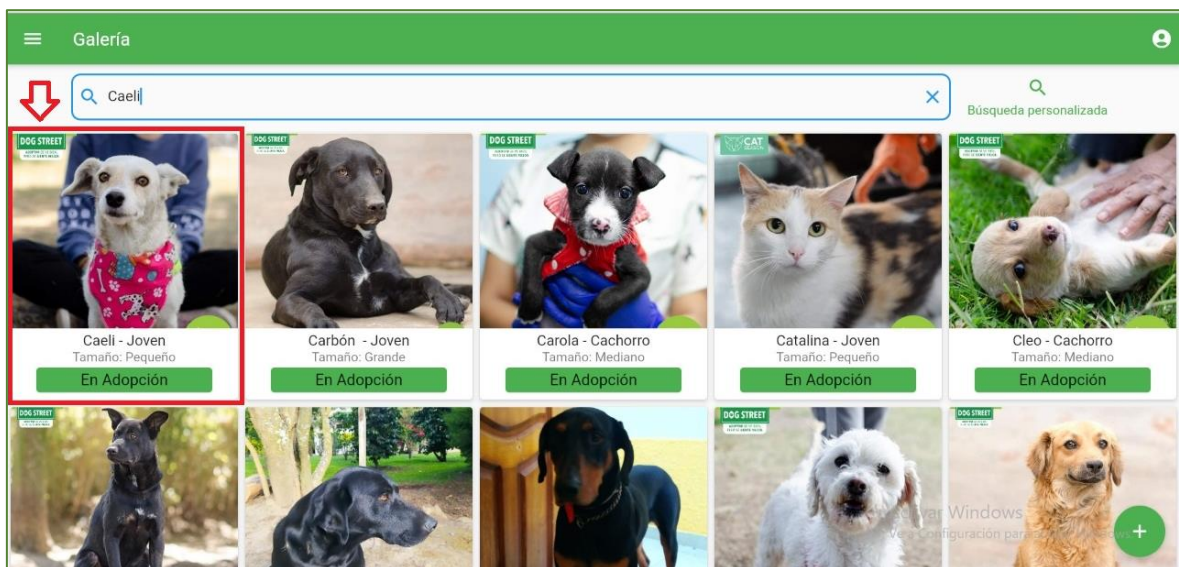 Galería
Caeli
Búsqueda personalizada
DOG STREET
DOG STREET
DOG STREET
CAT
DOG STREET
Caeli - Joven
Tamaño: Pequeño
En Adopción
Carbón - Joven
Tamaño: Grande
En Adopción
Carola - Cachorro
Tamaño: Mediano
En Adopción
Catalina - Joven
Tamaño: Pequeño
En Adopción
Cleo - Cachorro
Tamaño: Mediano
En Adopción
DOG STREET
DOG STREET
DOG STREET
Windows